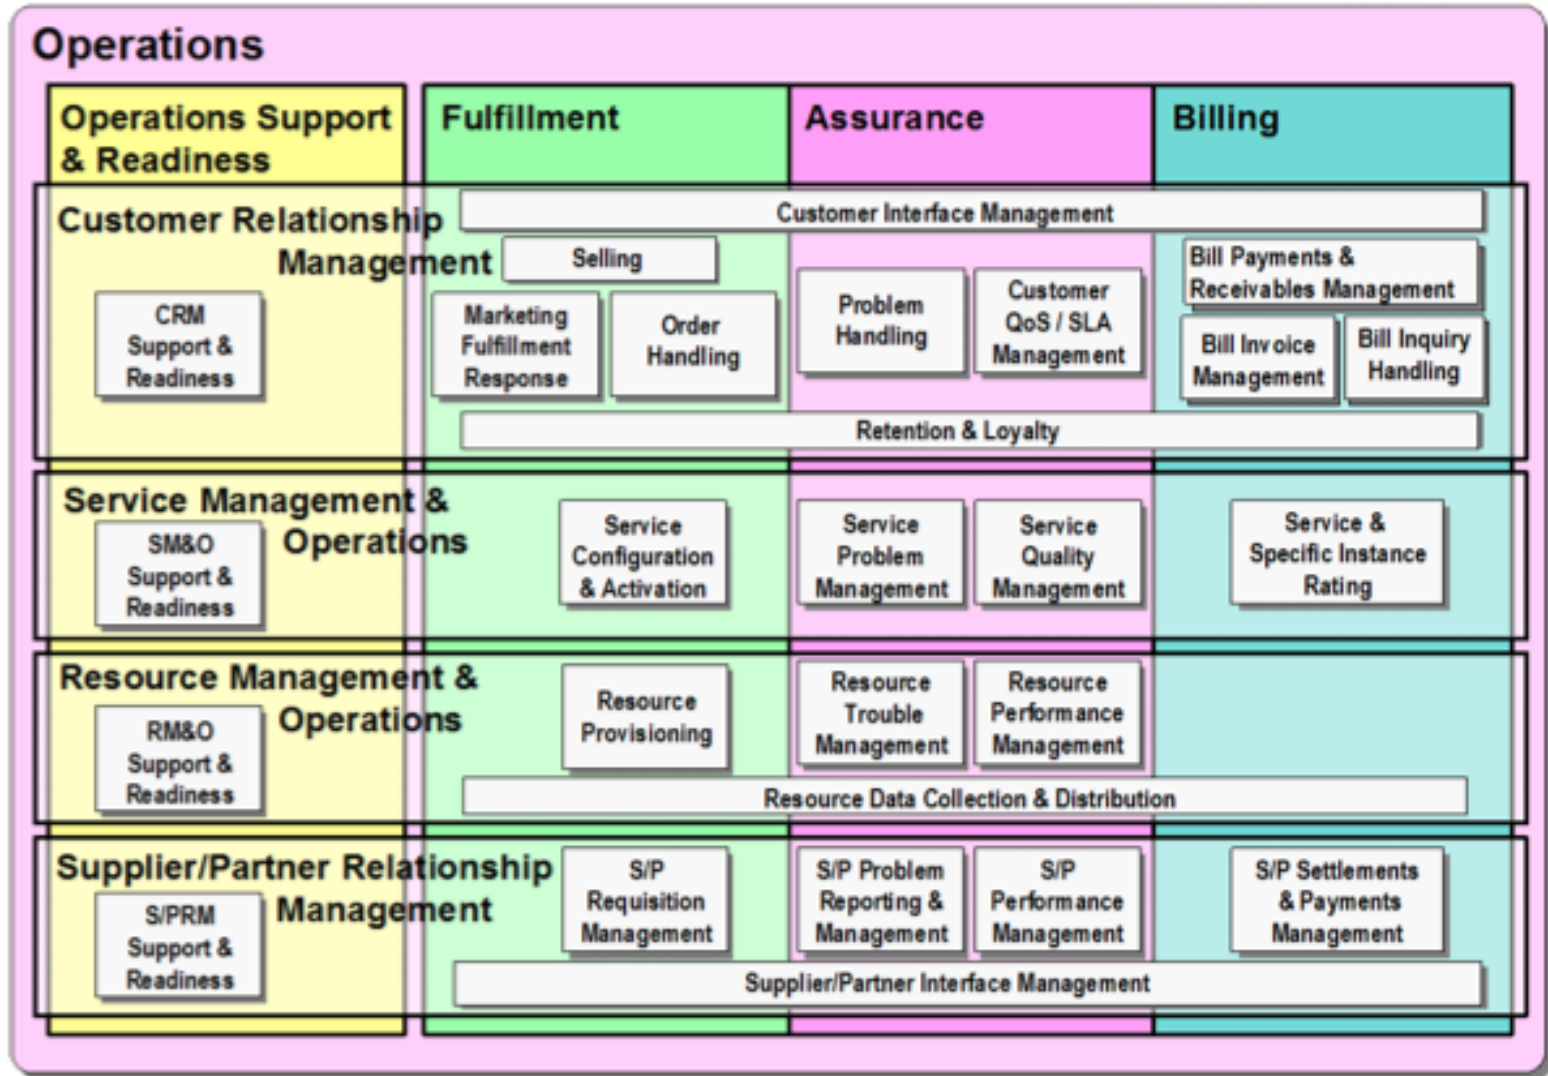 Operations
Operations Support
& Readiness
Fulfillment
Assurance
Billing
Customer Relationship
Management
CRM
Support &
Readiness
Customer Interface Management
Selling
Marketing
Fulfillment
Response
Order
Handling
Problem
Handling
Customer
QoS / SLA
Management
Bill Payments &
Receivables Management
Bill Invoice
Management
Bill Inquiry
Handling
Retention & Loyalty
Service Management &
Operations
SM&O
Support &
Readiness
Service
Configuration
& Activation
Service
Problem
Management
Service
Quality
Management
Service &
Specific Instance
Rating
Resource Management &
Operations
RM&O
Support &
Readiness
Resource
Provisioning
Resource
Trouble
Management
Resource
Performance
Management
Resource Data Collection & Distribution
Supplier/Partner Relationship
Management
S/PRM
Support &
Readiness
S/P
Requisition
Management
S/P Problem
Reporting &
Management
S/P
Performance
Management
S/P Settlements
& Payments
Management
Supplier/Partner Interface Management